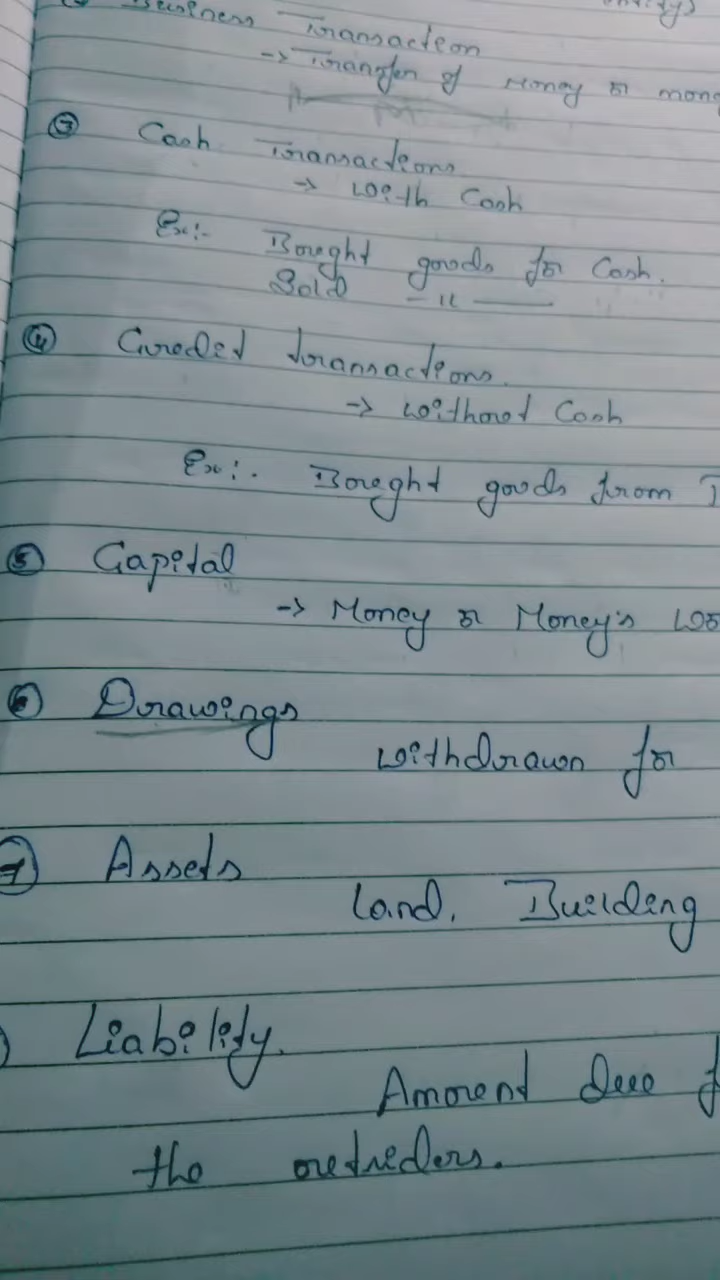 Business Transaction
-> Transfer of Money or
③ Cash Transactions
-> With Cash
Ex:- Bought goods for Cash.
Sold -"-
④ Credit transactions.
-> without Cash
Ex:- Bought goods from
⑤ Capital
-> Money or Money's
⑥ Drawings
withdrawn for
⑦ Assets
Land, Building
Liability.
Amount due
the outsiders.